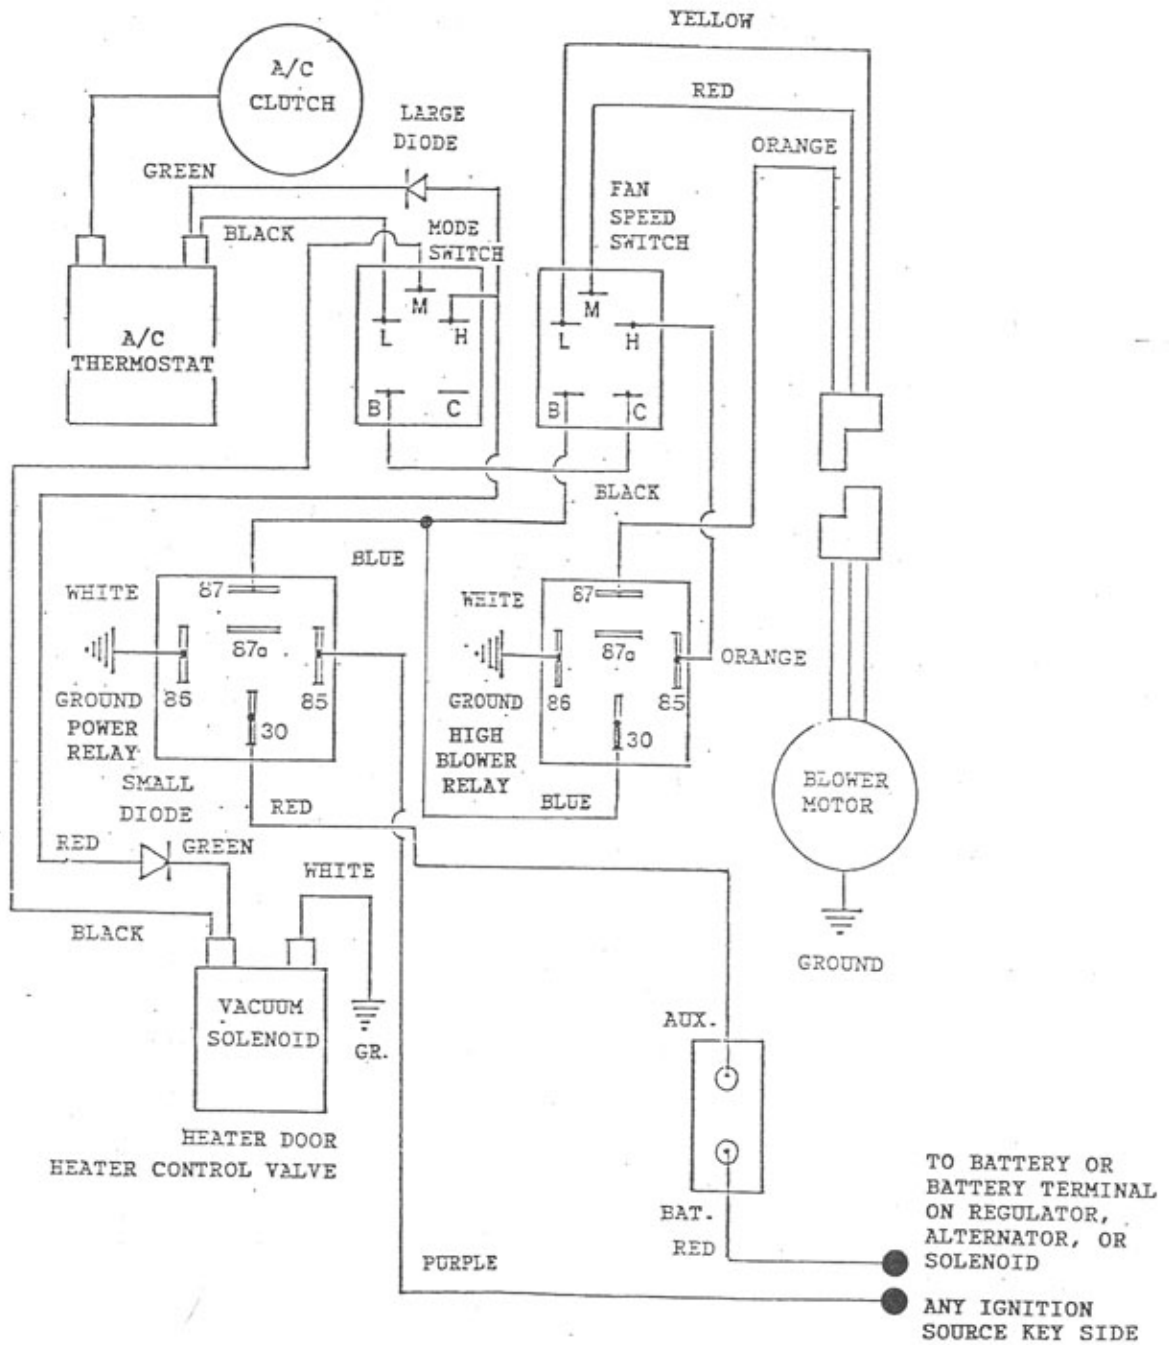 YELLOW
A/C
CLUTCH
RED
LARGE
DIODE
ORANGE
GREEN
FAN
SPEED
SWITCH
BLACK
MODE
SWITCH
M
L
H
B
C
M
L
H
B
C
A/C
THERMOSTAT
BLACK
BLUE
WHITE
87
87a
86
85
30
GROUND
POWER
RELAY
WHITE
87
87a
86
85
30
GROUND
HIGH
BLOWER
RELAY
ORANGE
SMALL
DIODE
RED
BLUE
BLOWER
MOTOR
RED
GREEN
WHITE
BLACK
GROUND
VACUUM
SOLENOID
GR.
AUX.
HEATER DOOR
HEATER CONTROL VALVE
BAT.
RED
TO BATTERY OR
BATTERY TERMINAL
ON REGULATOR,
ALTERNATOR, OR
SOLENOID
PURPLE
ANY IGNITION
SOURCE KEY SIDE